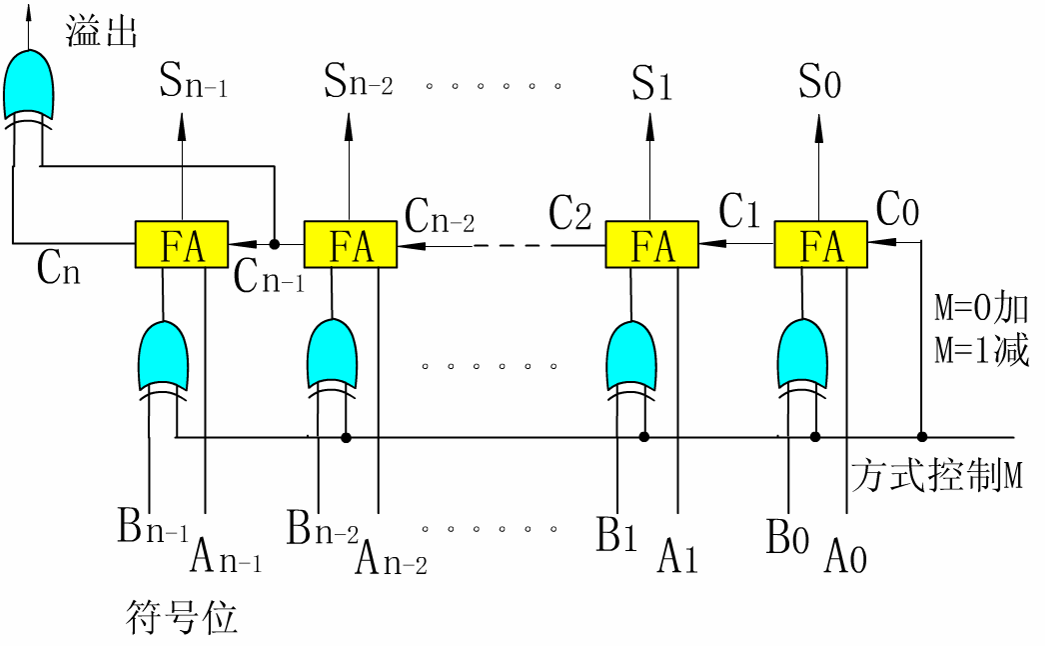 溢出
Sn-1 Sn-2 。。。。。。 S1 S0
Cn-2 C2 C1 C0
FA FA FA FA
Cn Cn-1
M=0加
M=1减
。。。。。。
方式控制M
Bn-1 Bn-2 。。。。。。 B1 B0
An-1 An-2 A1 A0
符号位